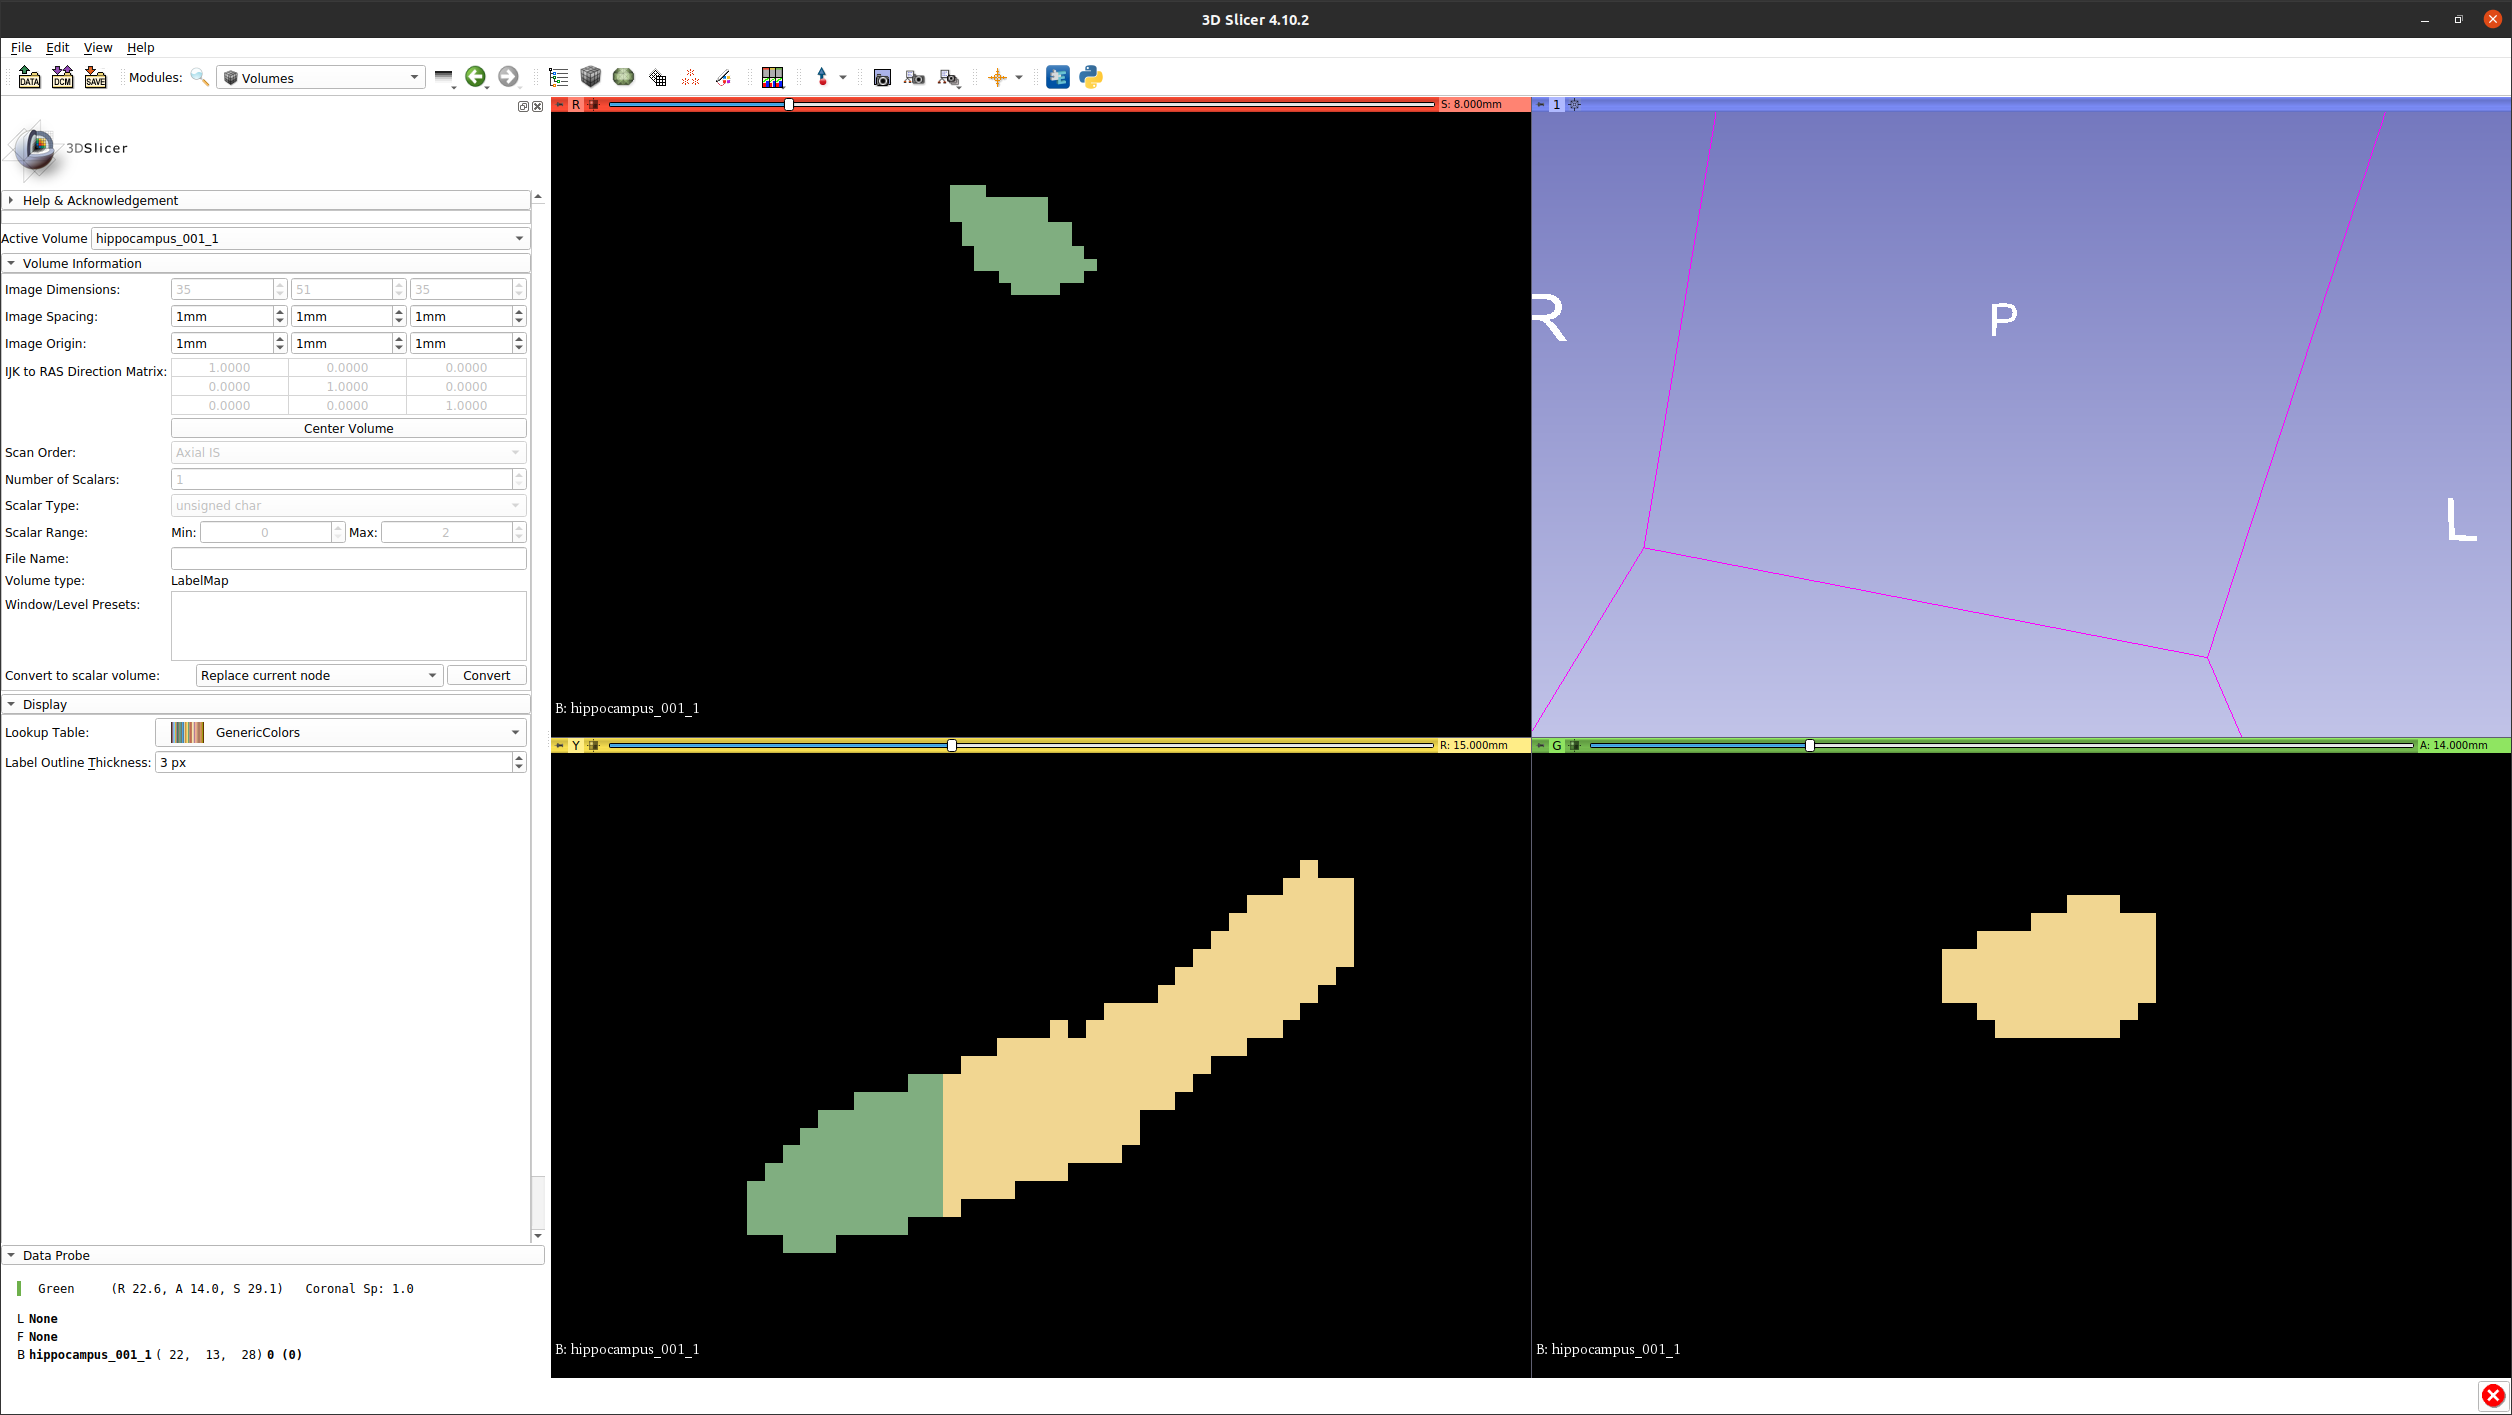 3D Slicer 4.10.2
File Edit View Help
DATA DCM SAVE Modules: Volumes
3DSlicer
Help & Acknowledgement
Active Volume hippocampus_001_1
Volume Information
Image Dimensions: 35 51 35
Image Spacing: 1mm 1mm 1mm
Image Origin: 1mm 1mm 1mm
IJK to RAS Direction Matrix: 1.0000 0.0000 0.0000
0.0000 1.0000 0.0000
0.0000 0.0000 1.0000
Center Volume
Scan Order: Axial IS
Number of Scalars: 1
Scalar Type: unsigned char
Scalar Range: Min: 0 Max: 2
File Name:
Volume type: LabelMap
Window/Level Presets:
Convert to scalar volume: Replace current node Convert
Display
Lookup Table: GenericColors
Label Outline Thickness: 3 px
Data Probe
Green (R 22.6, A 14.0, S 29.1) Coronal Sp: 1.0
L None
F None
B hippocampus_001_1 ( 22, 13, 28) 0 (0)
R S: 8.000mm
B: hippocampus_001_1
1
R
P
L
Y R: 15.000mm
B: hippocampus_001_1
G A: 14.000mm
B: hippocampus_001_1